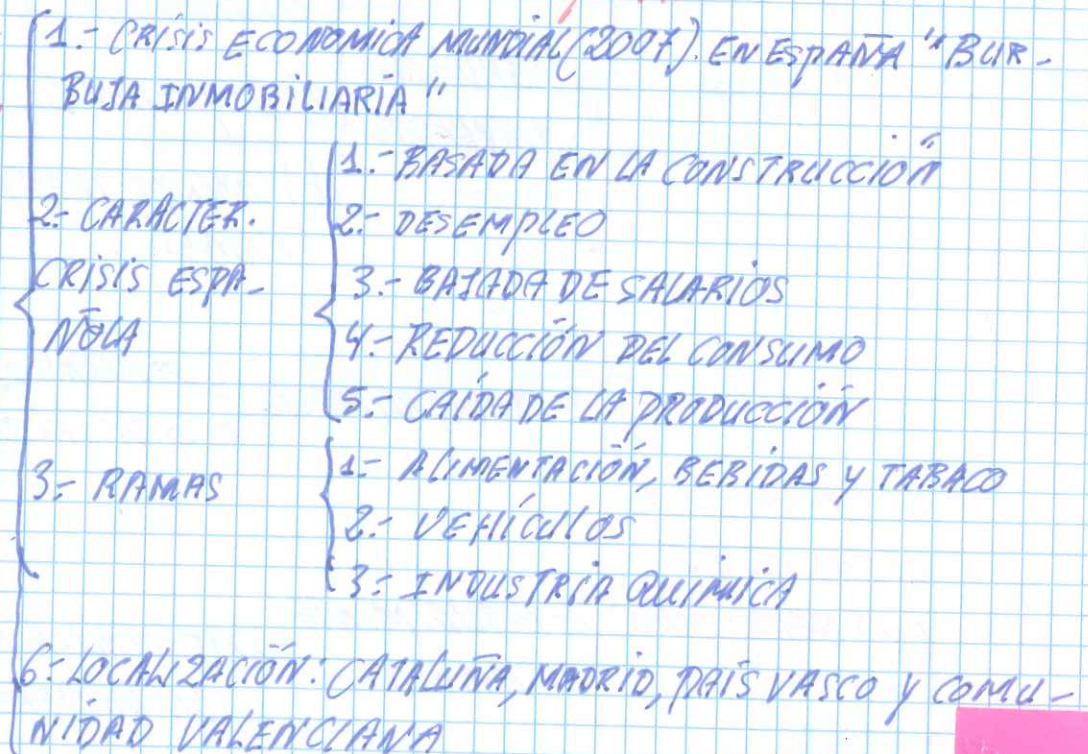 1.- CRISIS ECONOMICA MUNDIAL (2007). EN ESPAÑA "BUR-
BUJA INMOBILIARIA"
2.- CARÁCTER.
CRISIS ESPA-
ÑOLA
1.- BASADA EN LA CONSTRUCCIÓN
2.- DESEMPLEO
3.- BAJADA DE SALARIOS
4.- REDUCCIÓN DEL CONSUMO
5.- CAÍDA DE LA PRODUCCIÓN
3.- RAMAS
1.- ALIMENTACIÓN, BEBIDAS Y TABACO
2.- VEHÍCULOS
3.- INDUSTRIA QUIMICA
6.- LOCALIZACIÓN: CATALUÑA, MADRID, PAÍS VASCO Y COMU-
NIDAD VALENCIANA